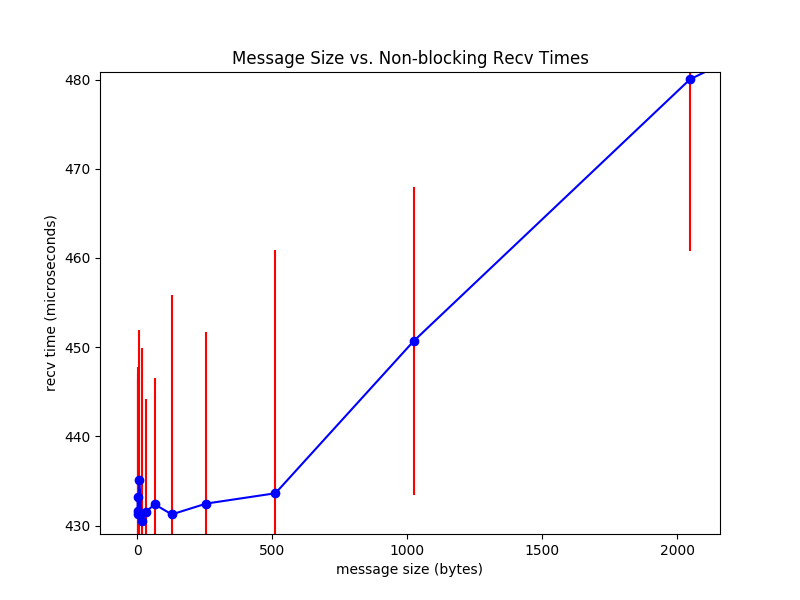 Message Size vs. Non-blocking Recv Times
recv time (microseconds)
480
470
460
450
440
430
0 500 1000 1500 2000
message size (bytes)